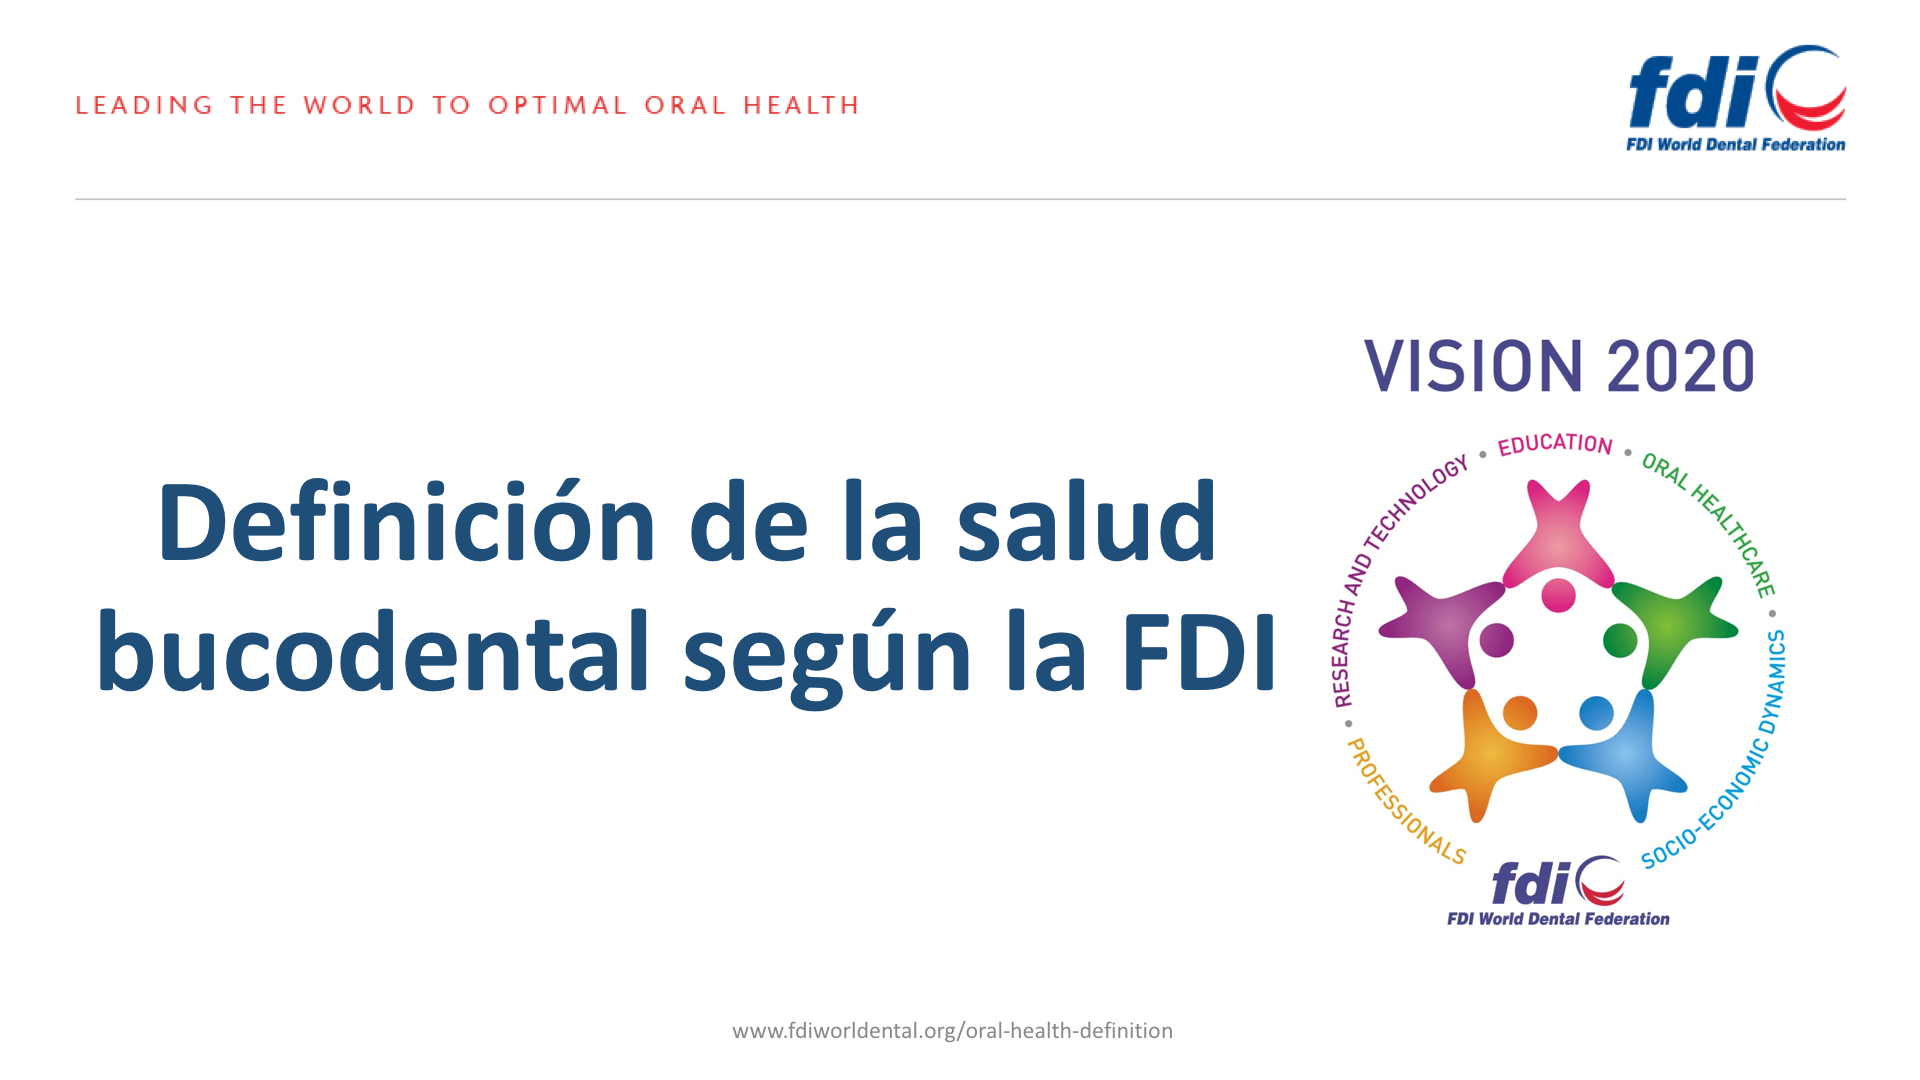 LEADING THE WORLD TO OPTIMAL ORAL HEALTH
fdi
FDI World Dental Federation
Definición de la salud
bucodental según la FDI
VISION 2020
RESEARCH AND TECHNOLOGY • EDUCATION • ORAL HEALTHCARE • SOCIO-ECONOMIC DYNAMICS
• PROFESSIONALS
fdi
FDI World Dental Federation
www.fdiworldental.org/oral-health-definition